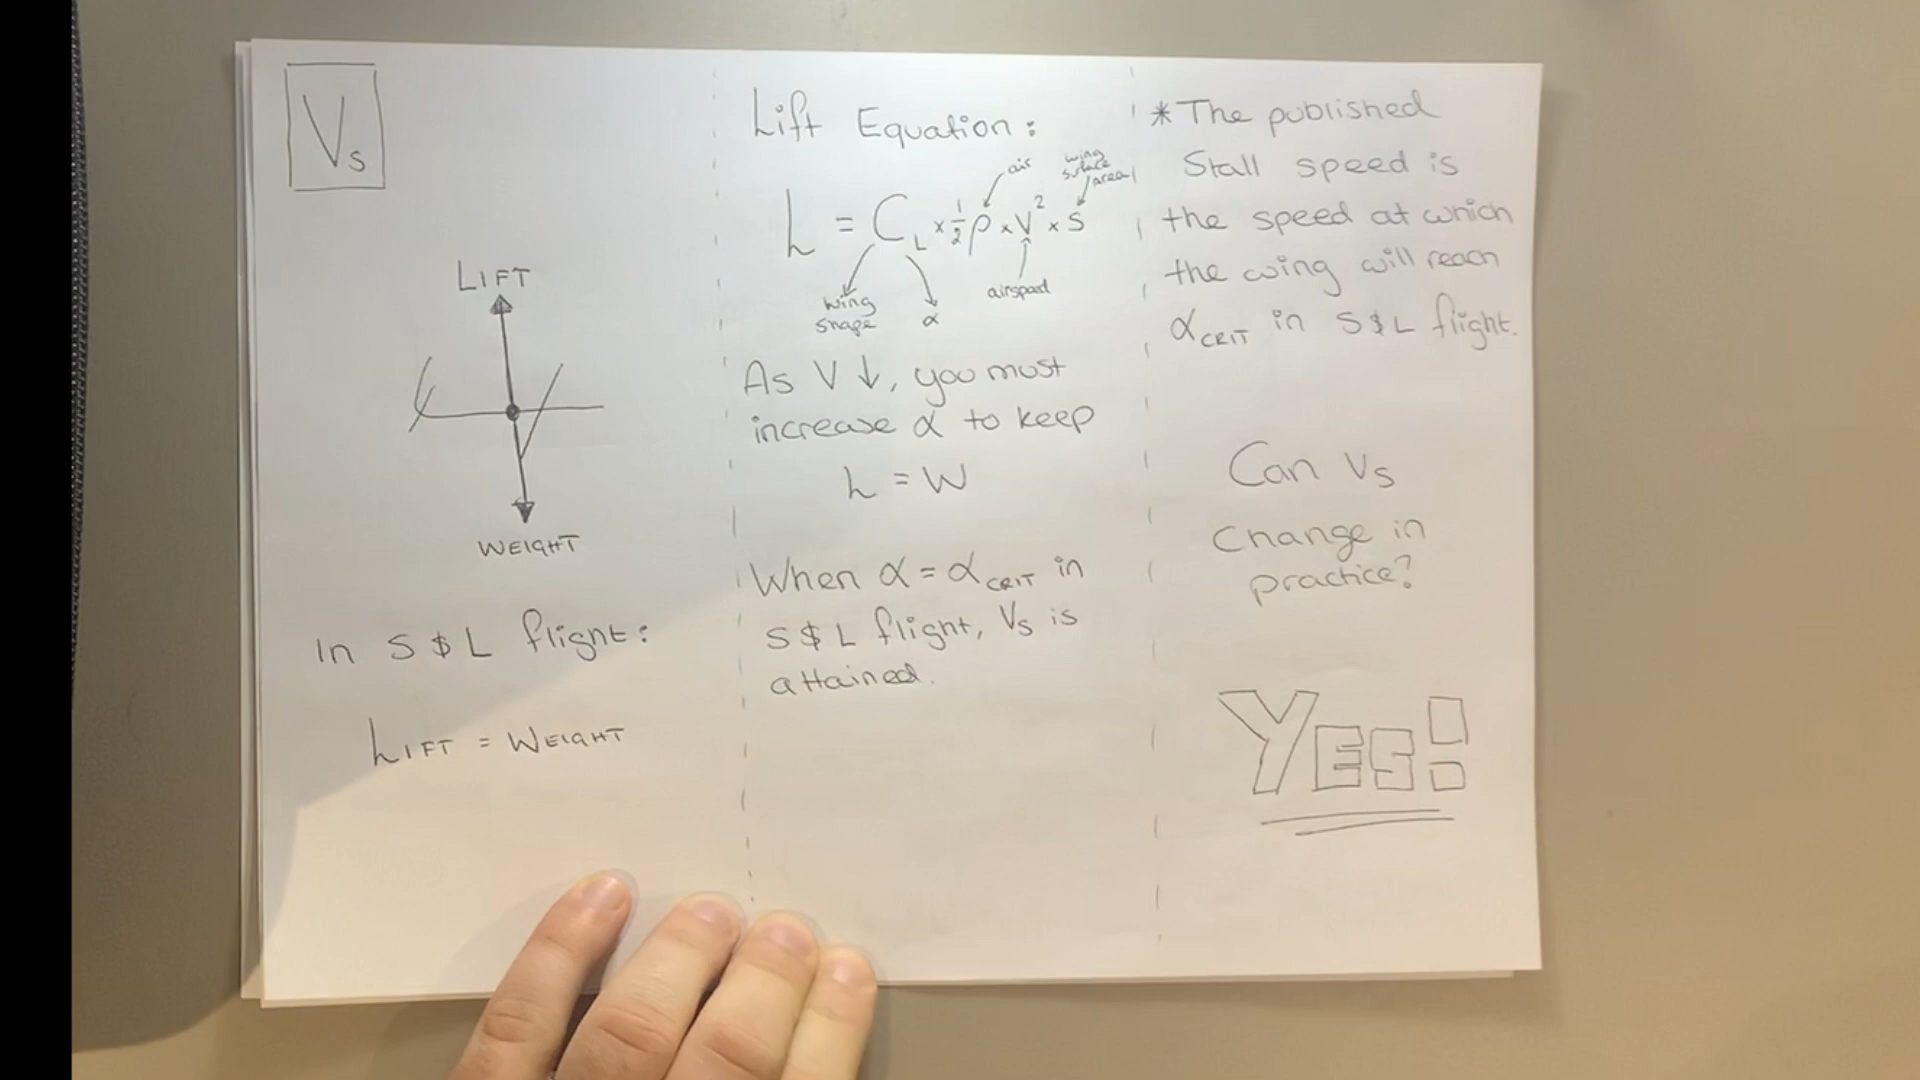 Vs
LIFT
WEIGHT
In S&L flight:
LIFT = WEIGHT
Lift Equation:
air
wing
surface
area
L = CL × 1/2 ρ × V² × S
wing
shape
α
airspeed
As V ↓, you must
increase α to keep
L = W
When α = αCRIT in
S&L flight, Vs is
attained.
*The published
Stall speed is
the speed at which
the wing will reach
αCRIT in S&L flight.
Can Vs
Change in
practice?
YES!